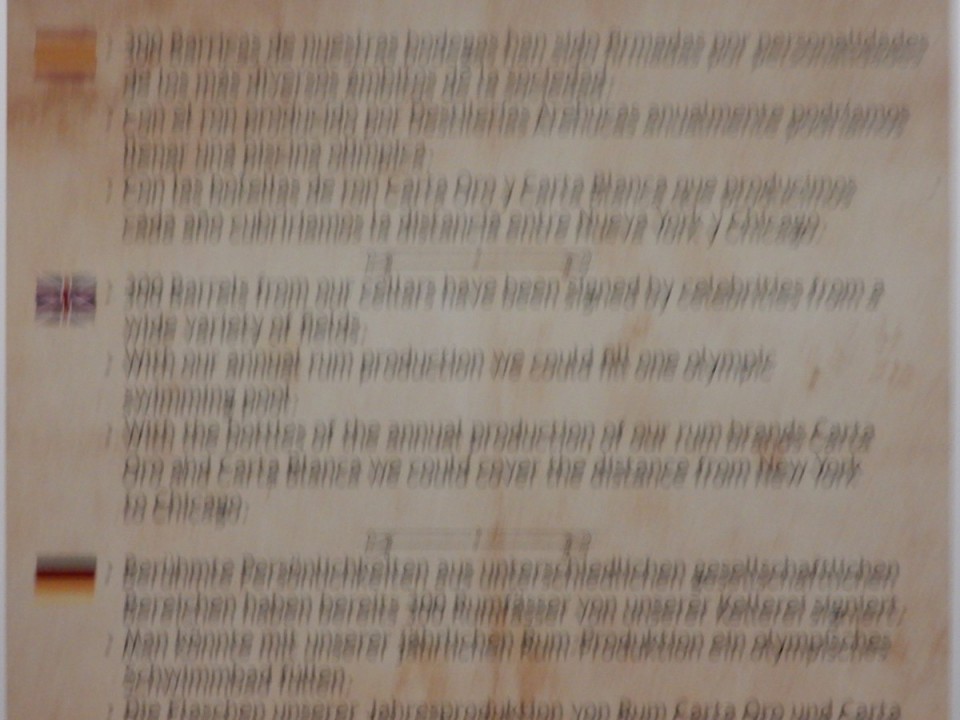 300 Barricas de nuestras bodegas han sido firmadas por personalidades
de los más diversos ámbitos de la sociedad.
Con el ron producido por Destilerías Arehucas anualmente podríamos
llenar una piscina olímpica.
Con las botellas de ron Carta Oro y Carta Blanca que producimos
cada año cubriríamos la distancia entre Nueva York y Chicago.
300 Barrels from our cellars have been signed by celebrities from a
wide variety of fields.
With our annual rum production we could fill one olympic
swimming pool.
With the bottles of the annual production of our rum brands Carta
Oro and Carta Blanca we could cover the distance from New York
to Chicago.
Berühmte Persönlichkeiten aus unterschiedlichen gesellschaftlichen
Bereichen haben bereits 300 Rumfässer von unserer Kellerei signiert.
Man könnte mit unserer jährlichen Rum-Produktion ein olympisches
Schwimmbad füllen.
Die Flaschen unserer Jahresproduktion von Rum Carta Oro und Carta